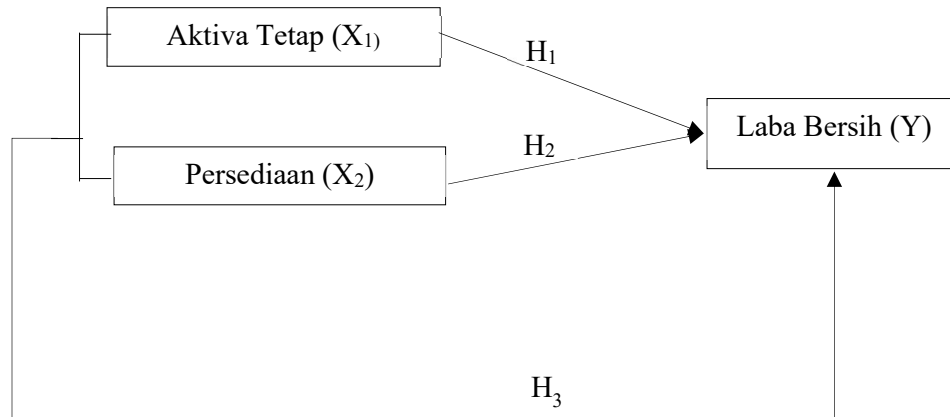 Aktiva Tetap (X₁₎
H₁
Laba Bersih (Y)
H₂
Persediaan (X₂)
H₃